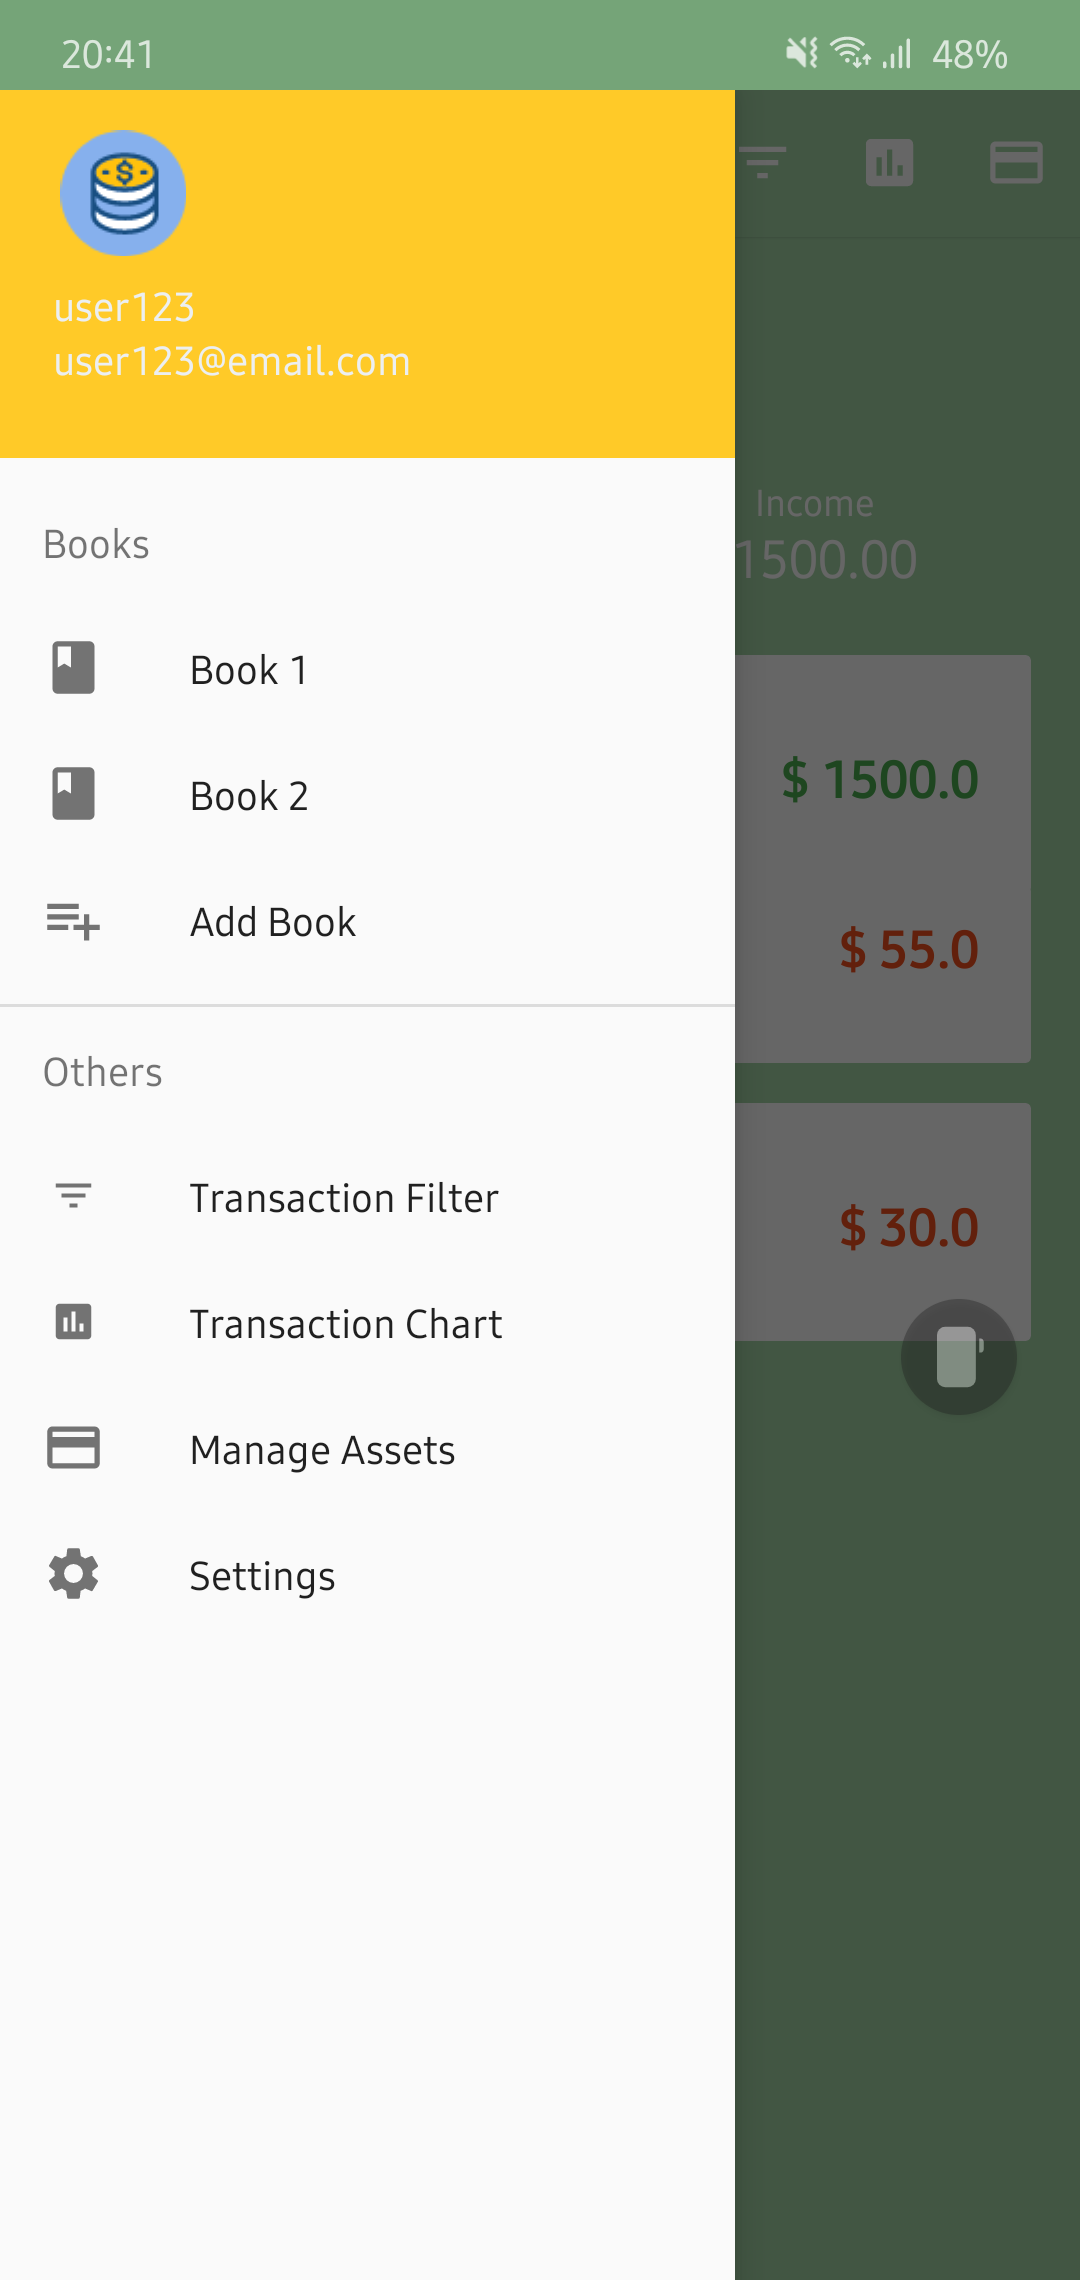 20:41
48%
$
user123
user123@email.com
Books
Book 1
Book 2
Add Book
Others
Transaction Filter
Transaction Chart
Manage Assets
Settings
Income
1500.00
$ 1500.0
$ 55.0
$ 30.0